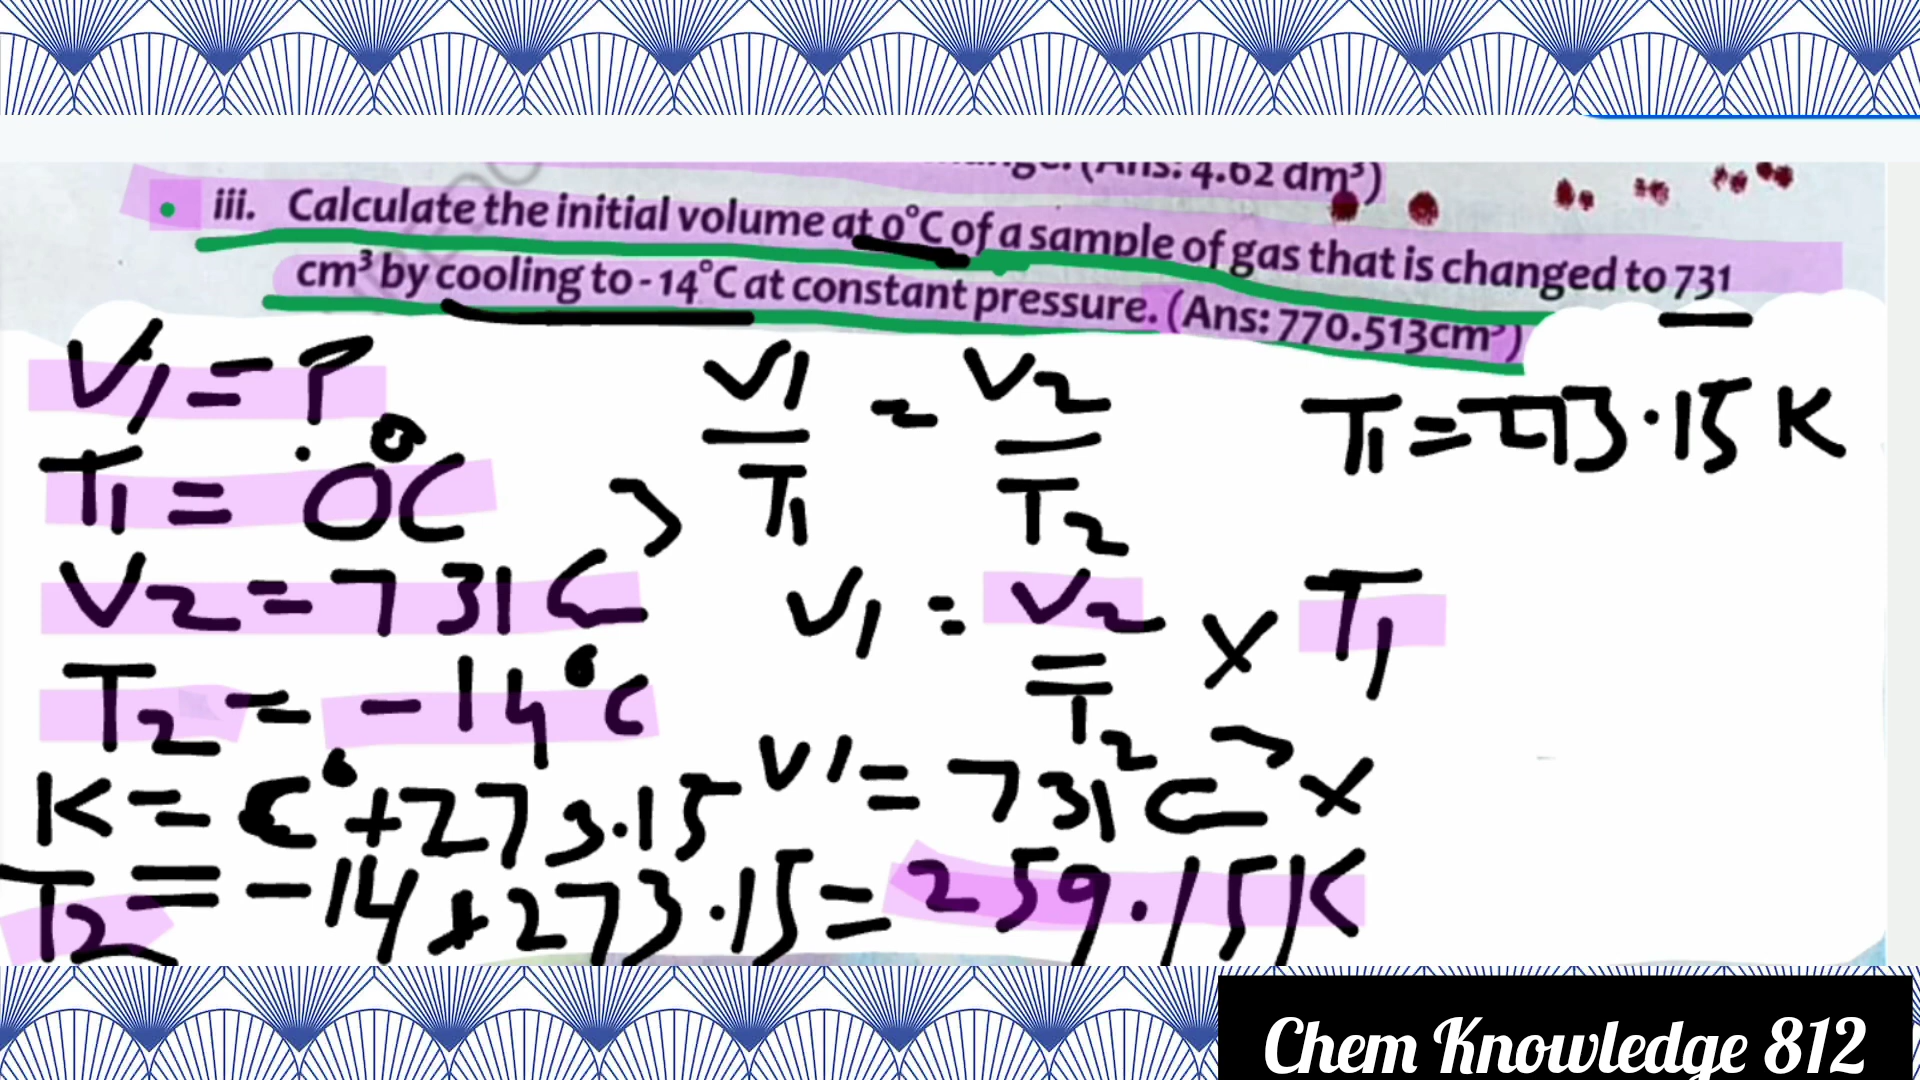 ange. (Ans: 4.62 dm³)
iii. Calculate the initial volume at 0°C of a sample of gas that is changed to 731
cm³ by cooling to -14°C at constant pressure. (Ans: 770.513cm³)
V1 = ?
T1 = 0°C
V2 = 731 C
T2 = -14°C
K = C° + 273.15
T2 = -14 + 273.15 = 259.15K
V1 = V2
T1 T2
V1 = V2 x T1
T2
V1 = 731 C x
T1 = 273.15 K
Chem Knowledge 812